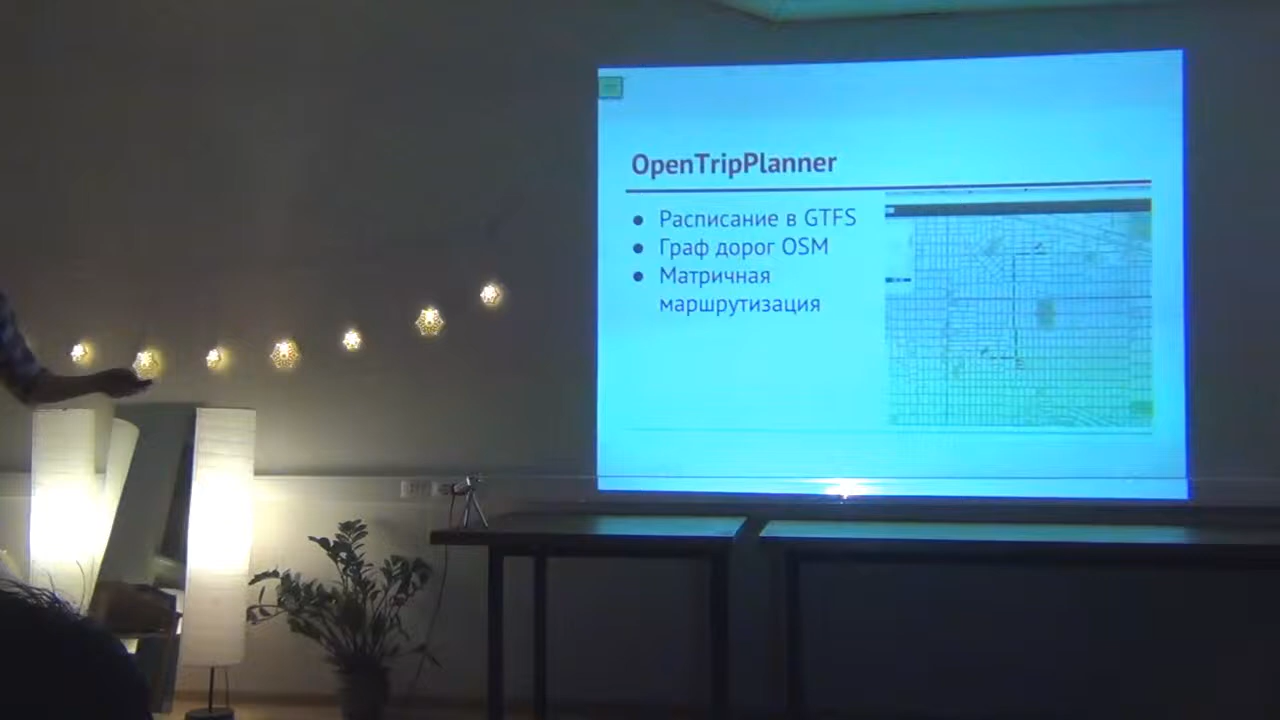 OpenTripPlanner
● Расписание в GTFS
● Граф дорог OSM
● Матричная
маршрутизация